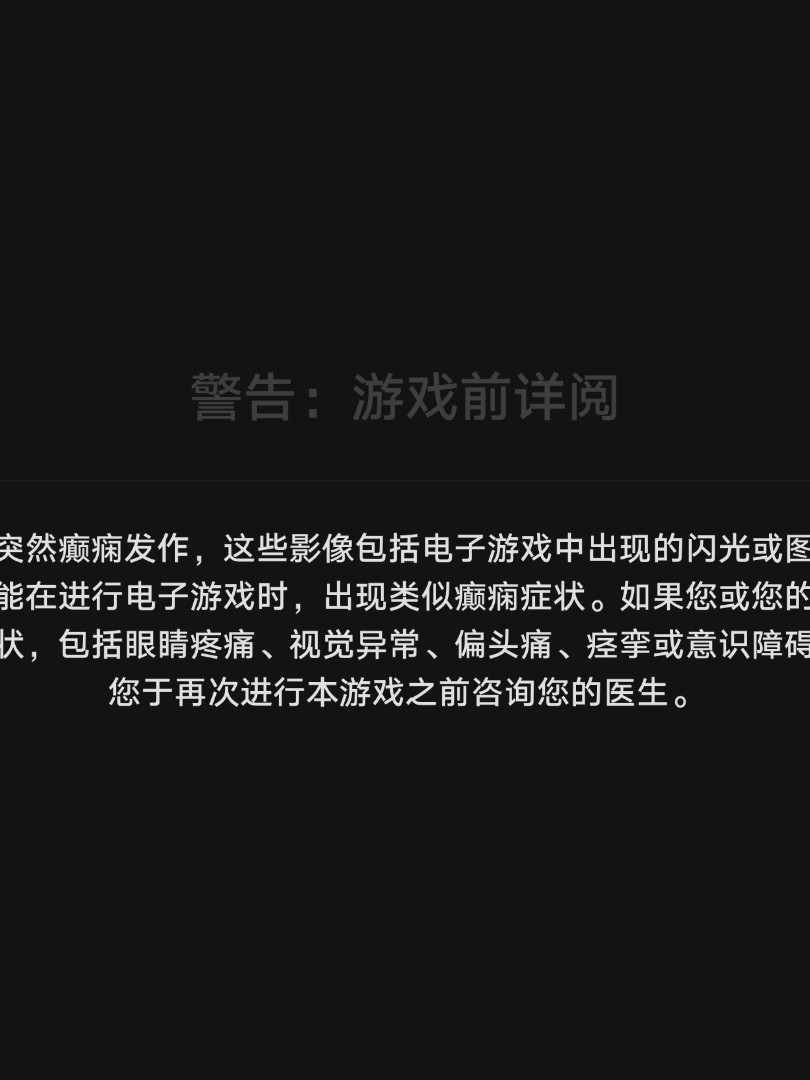 警告：游戏前详阅
突然癫痫发作，这些影像包括电子游戏中出现的闪光或图
能在进行电子游戏时，出现类似癫痫症状。如果您或您的
状，包括眼睛疼痛、视觉异常、偏头痛、痉挛或意识障碍
您于再次进行本游戏之前咨询您的医生。